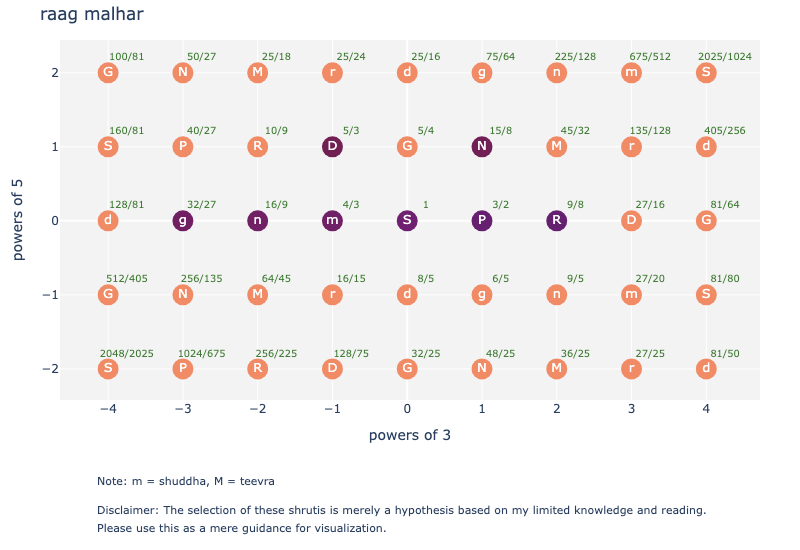 raag malhar
100/81 50/27 25/18 25/24 25/16 75/64 225/128 675/512 2025/1024
2 G N M r d g n m S
160/81 40/27 10/9 5/3 5/4 15/8 45/32 135/128 405/256
1 S P R D G N M r d
128/81 32/27 16/9 4/3 1 3/2 9/8 27/16 81/64
0 d g n m S P R D G
512/405 256/135 64/45 16/15 8/5 6/5 9/5 27/20 81/80
−1 G N M r d g n m S
2048/2025 1024/675 256/225 128/75 32/25 48/25 36/25 27/25 81/50
−2 S P R D G N M r d
powers of 5
−4 −3 −2 −1 0 1 2 3 4
powers of 3
Note: m = shuddha, M = teevra
Disclaimer: The selection of these shrutis is merely a hypothesis based on my limited knowledge and reading.
Please use this as a mere guidance for visualization.